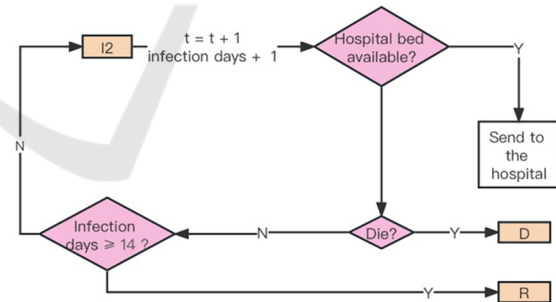 I2
t = t + 1
infection days + 1
Hospital bed
available?
Y
Send to
the
hospital
N
Infection
days ≥ 14 ?
N
Die?
Y
D
Y
R